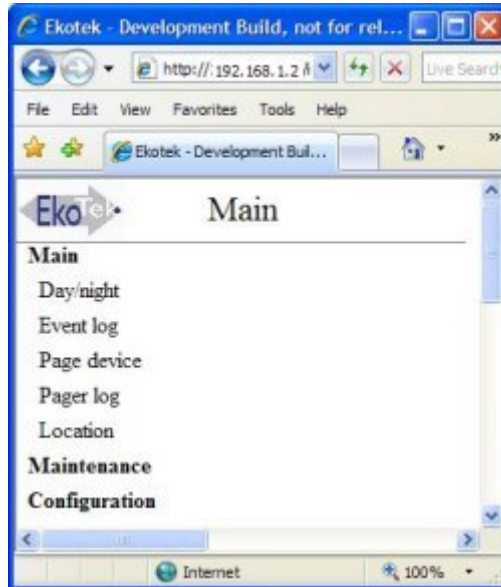 Ekotek - Development Build, not for rel...
http://192.168.1.2
Live Search
File Edit View Favorites Tools Help
Ekotek - Development Buil...
EkoTek
Main
Main
Day/night
Event log
Page device
Pager log
Location
Maintenance
Configuration
Internet
100%